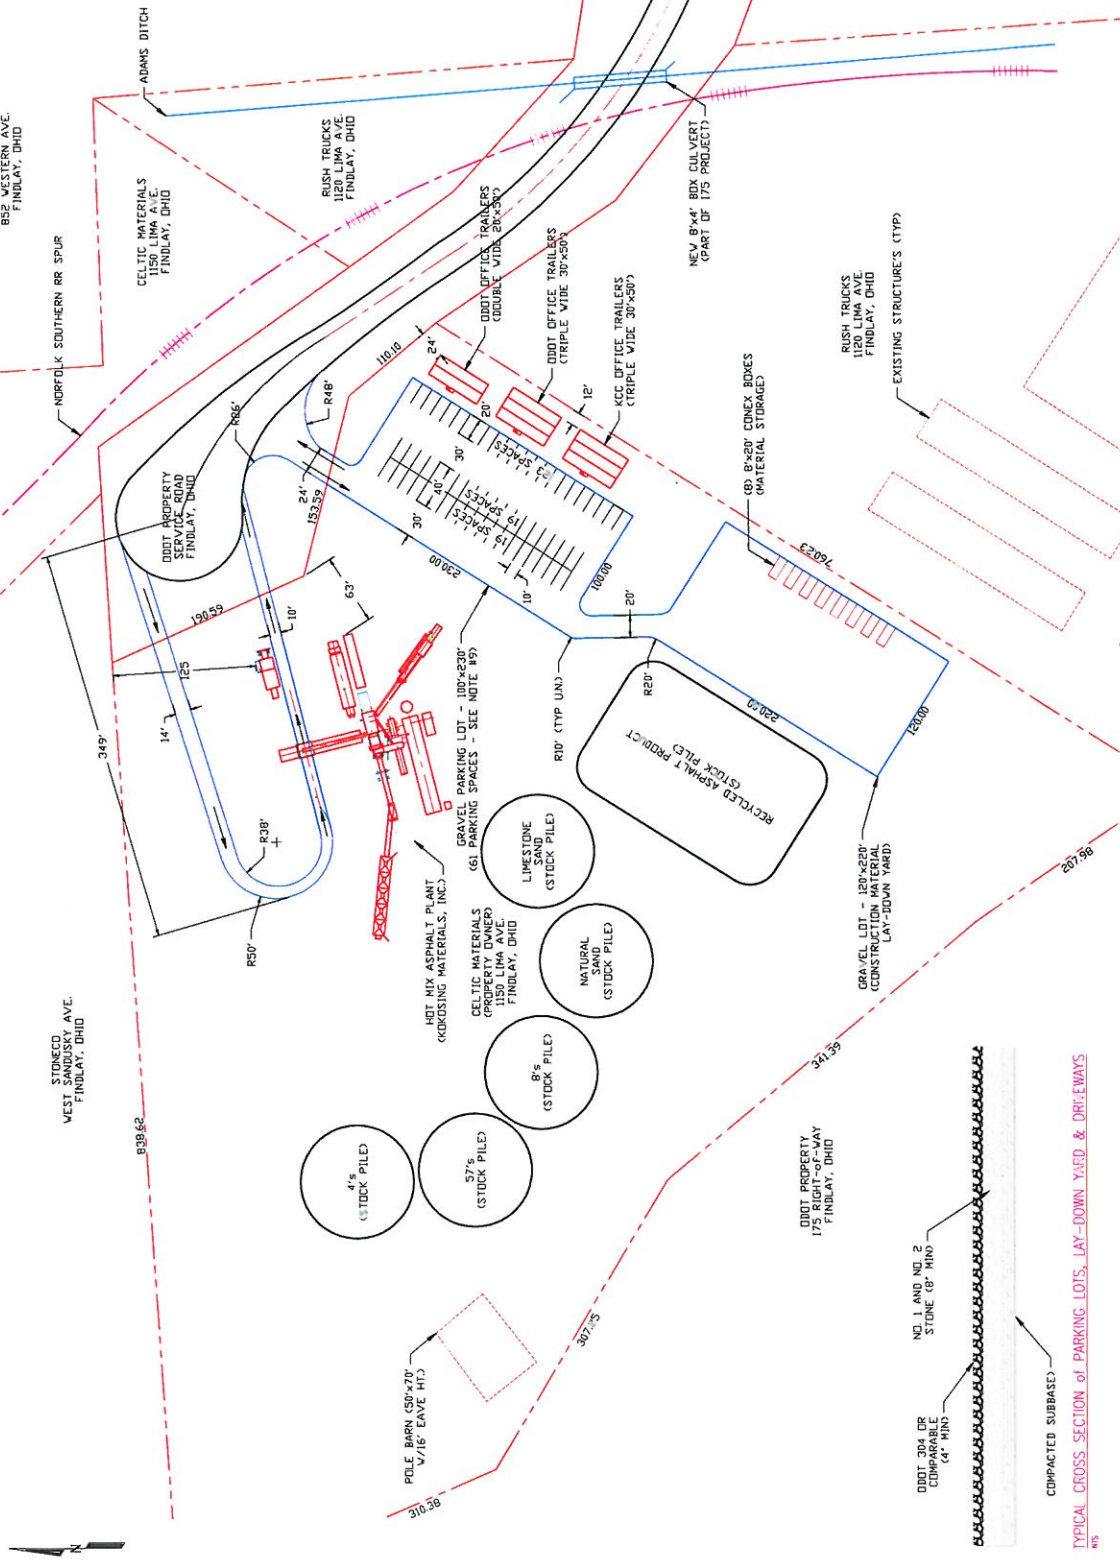 852 WESTERN AVE.
FINDLAY, OHIO
ADAMS DITCH
NORFOLK SOUTHERN RR SPUR
CELTIC MATERIALS
1150 LIMA AVE.
FINDLAY, OHIO
RUSH TRUCKS
1120 LIMA AVE.
FINDLAY, OHIO
ODOT OFFICE TRAILERS
(DOUBLE WIDE 20'x50')
ODOT OFFICE TRAILERS
(TRIPLE WIDE 30'x50')
KCC OFFICE TRAILERS
(TRIPLE WIDE 30'x50')
NEW 8'x4' BOX CULVERT
(PART OF I75 PROJECT)
RUSH TRUCKS
1120 LIMA AVE.
FINDLAY, OHIO
EXISTING STRUCTURE'S (TYP)
(8) 8'x20' CONEX BOXES
(MATERIAL STORAGE)
ODOT PROPERTY
SERVICE ROAD
FINDLAY, OHIO
R48'
110.10
24'
12'
20'
30'
23 SPACES
40'
19 SPACES
19 SPACES
30'
10'
24'
153.59
230.00
100.00
20'
R20'
R10' (TYP U.N.)
760.23
220.00
120.00
349'
190.59
125
14'
10'
63'
R38'
R50'
STONECO
WEST SANDUSKY AVE.
FINDLAY, OHIO
838.62
HOT MIX ASPHALT PLANT
(KOKOSING MATERIALS, INC.)
GRAVEL PARKING LOT - 100'x230'
(61 PARKING SPACES - SEE NOTE #9)
CELTIC MATERIALS
(PROPERTY OWNER)
1150 LIMA AVE.
FINDLAY, OHIO
LIMESTONE
SAND
(STOCK PILE)
RECYCLED ASPHALT PRODUCT
(STOCK PILE)
NATURAL
SAND
(STOCK PILE)
8's
(STOCK PILE)
57's
(STOCK PILE)
4's
(STOCK PILE)
GRAVEL LOT - 120'x220'
(CONSTRUCTION MATERIAL
LAY-DOWN YARD)
207.98
341.39
ODOT PROPERTY
I75 RIGHT-of-WAY
FINDLAY, OHIO
POLE BARN (50'x70'
W/16' EAVE HT.)
310.38
N
ODOT 304 OR
COMPARABLE
(4" MIN)
NO. 1 AND NO. 2
STONE (8" MIN)
COMPACTED SUBBASE
TYPICAL CROSS SECTION of PARKING LOTS, LAY-DOWN YARD & DRIVEWAYS
NTS